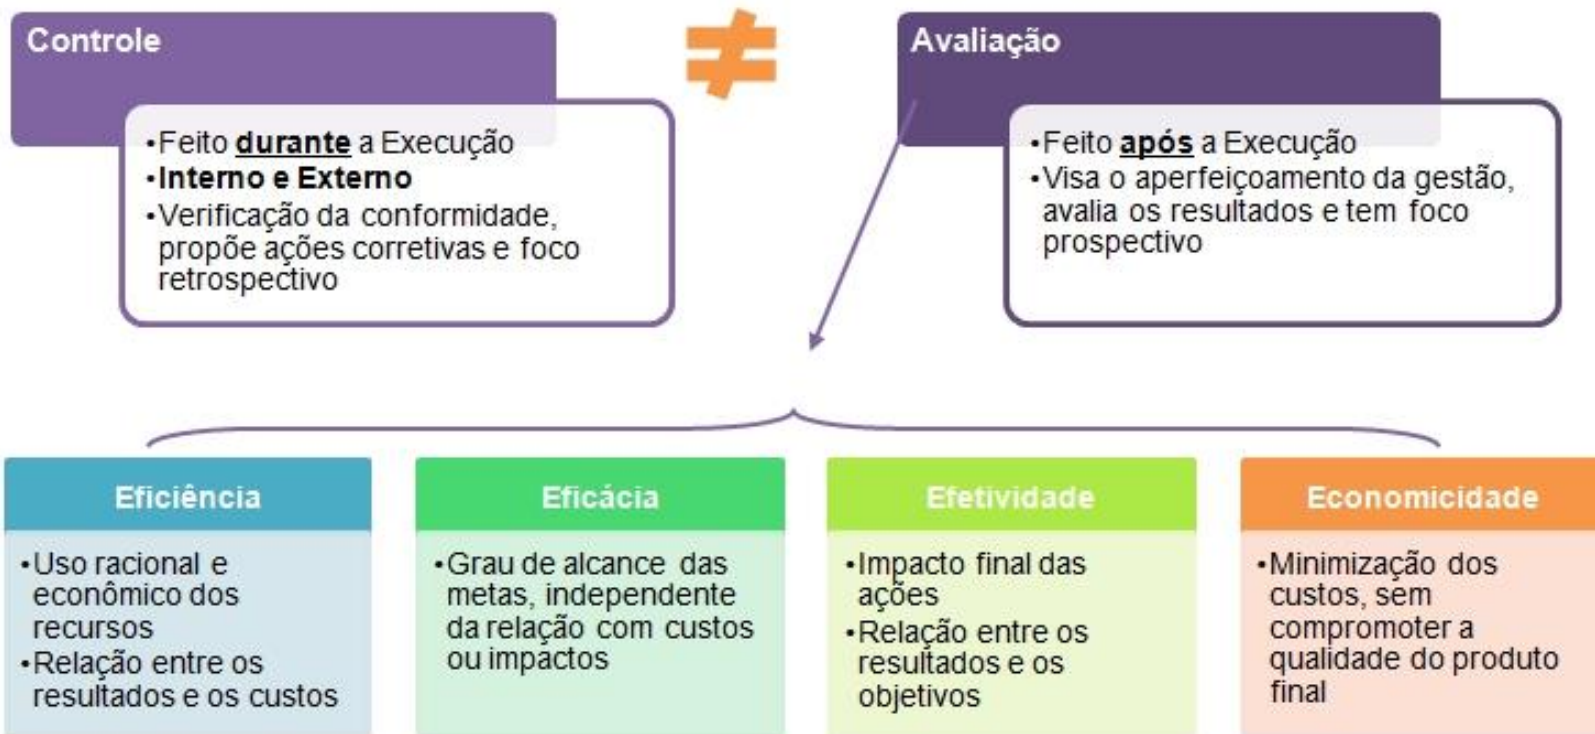 Controle
≠
Avaliação
•Feito durante a Execução
•Interno e Externo
•Verificação da conformidade,
propõe ações corretivas e foco
retrospectivo
•Feito após a Execução
•Visa o aperfeiçoamento da gestão,
avalia os resultados e tem foco
prospectivo
Eficiência
•Uso racional e
econômico dos
recursos
•Relação entre os
resultados e os custos
Eficácia
•Grau de alcance das
metas, independente
da relação com custos
ou impactos
Efetividade
•Impacto final das
ações
•Relação entre os
resultados e os
objetivos
Economicidade
•Minimização dos
custos, sem
compromoter a
qualidade do produto
final